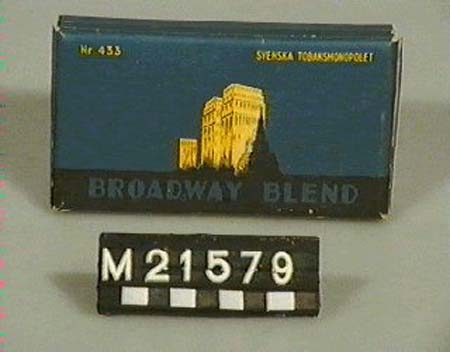 Nr 433 SVENSKA TOBAKSMONOPOLET
BROADWAY BLEND
M21579